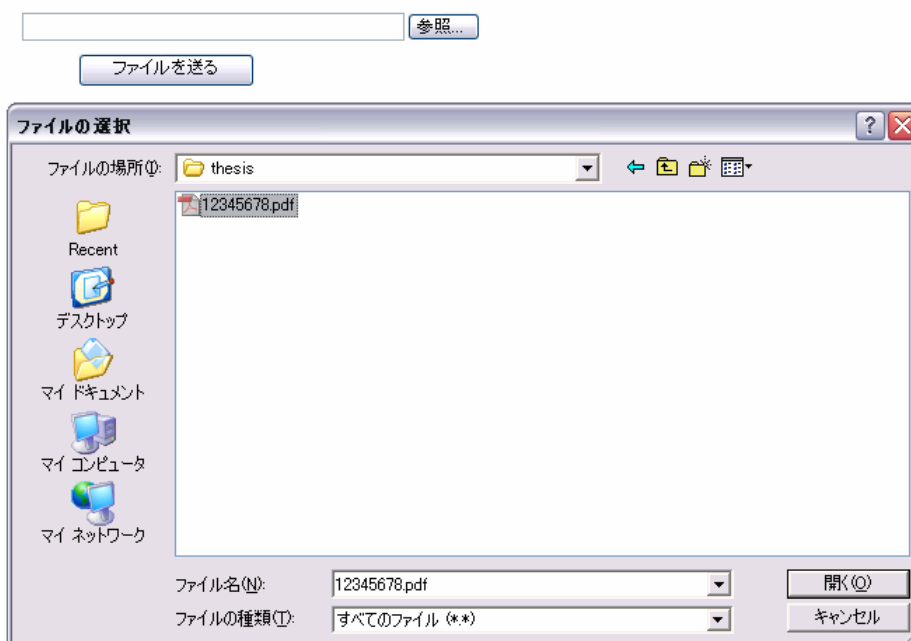 参照...
ファイルを送る
ファイルの選択
ファイルの場所(I):
thesis
12345678.pdf
Recent
デスクトップ
マイ ドキュメント
マイ コンピュータ
マイ ネットワーク
ファイル名(N):
12345678.pdf
開く(O)
ファイルの種類(T):
すべてのファイル (*.*)
キャンセル